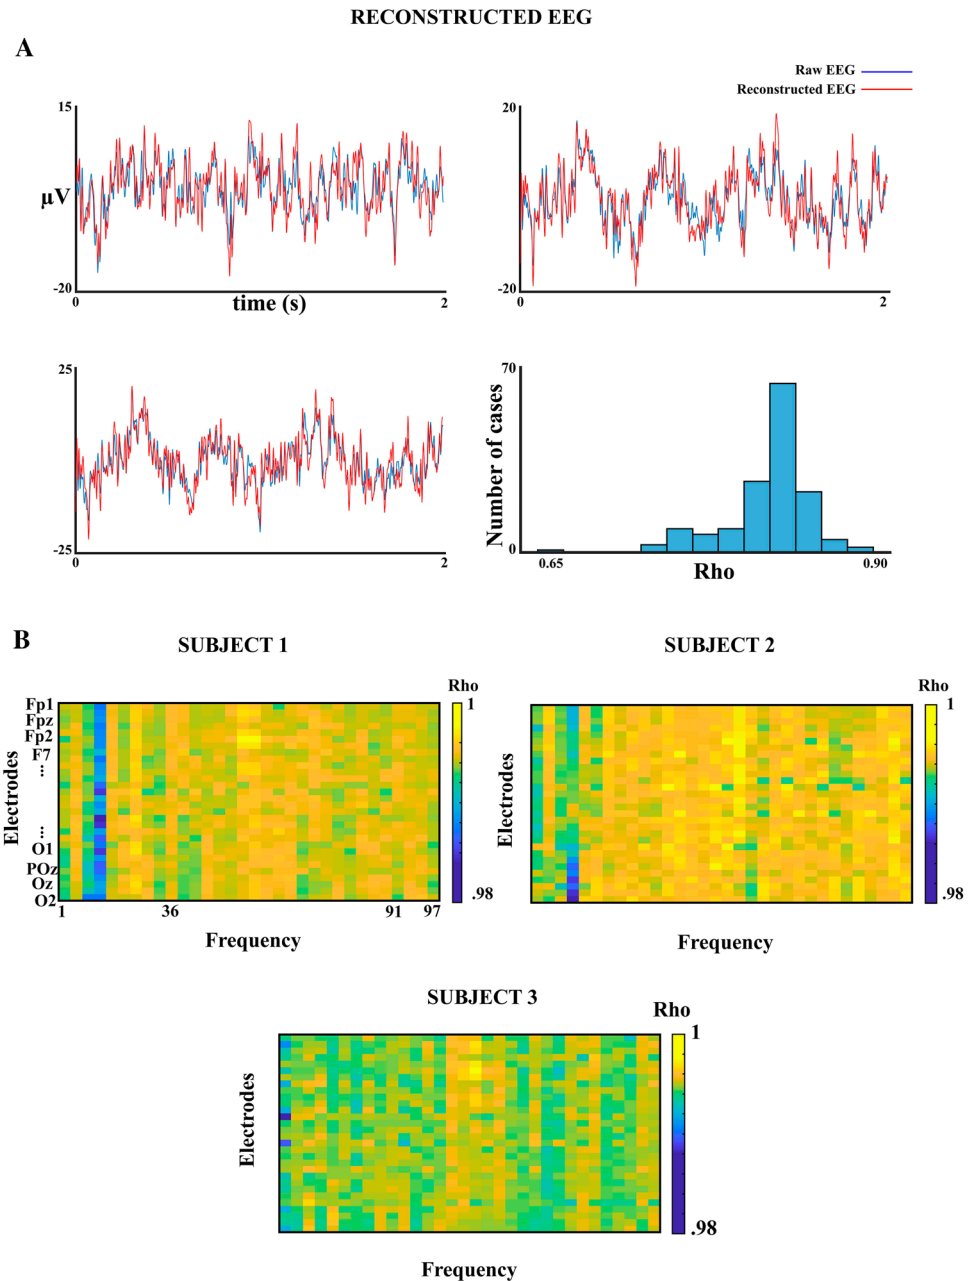 RECONSTRUCTED EEG
A
Raw EEG
Reconstructed EEG
15
µV
-20
0
time (s)
2
20
-20
0
2
25
-25
0
2
70
Number of cases
0
0.65
Rho
0.90
B
SUBJECT 1
Rho
1
.98
Electrodes
Fp1
Fpz
Fp2
F7
...
...
O1
POz
Oz
O2
1
36
91
97
Frequency
SUBJECT 2
Rho
1
.98
Electrodes
Frequency
SUBJECT 3
Rho
1
.98
Electrodes
Frequency